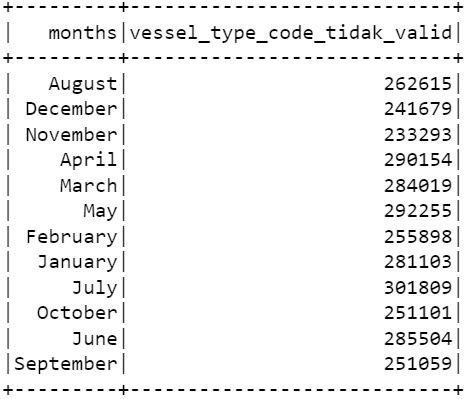 +---------+---------------------------+
|   months|vessel_type_code_tidak_valid|
+---------+---------------------------+
|   August|                     262615|
| December|                     241679|
| November|                     233293|
|    April|                     290154|
|    March|                     284019|
|      May|                     292255|
| February|                     255898|
|  January|                     281103|
|     July|                     301809|
|  October|                     251101|
|     June|                     285504|
|September|                     251059|
+---------+---------------------------+